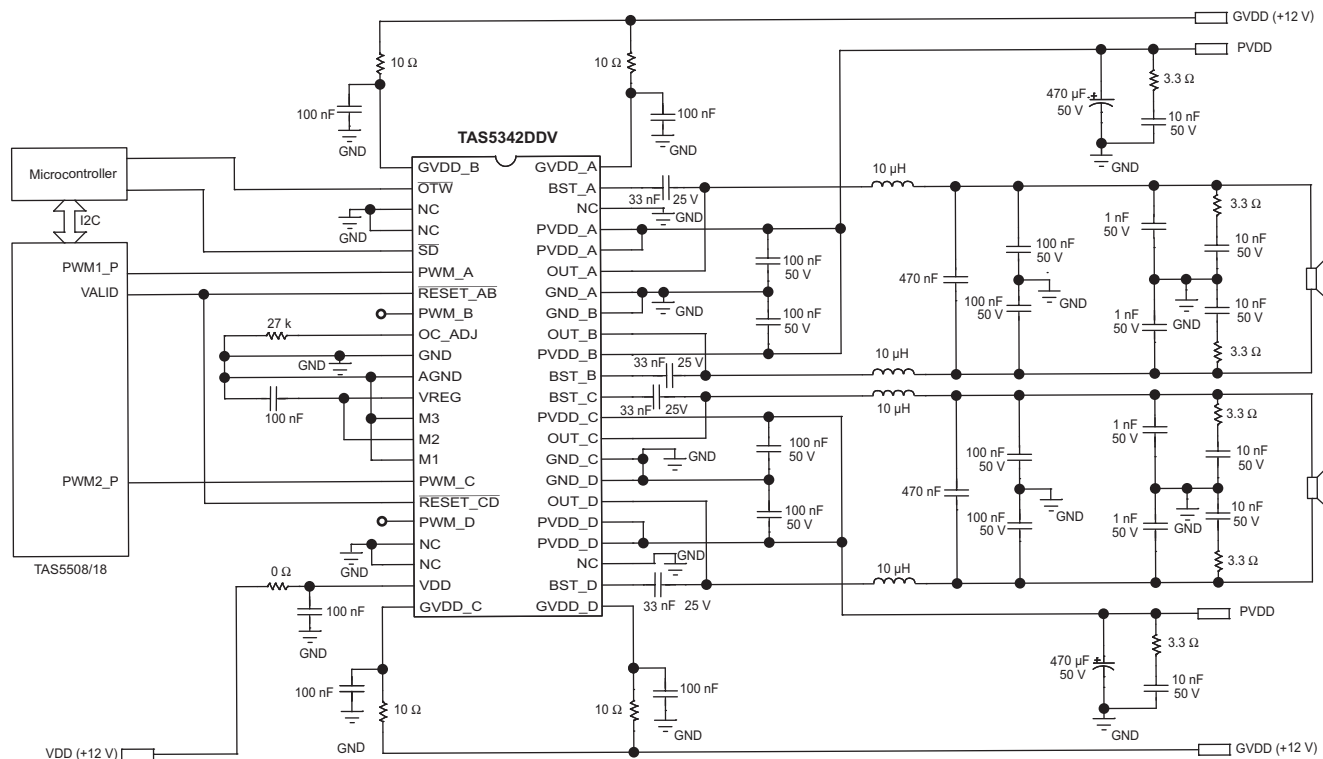 GVDD (+12 V)
PVDD
10 Ω
10 Ω
3.3 Ω
470 µF
50 V
+
10 nF
50 V
100 nF
GND
100 nF
GND
GND
TAS5342DDV
Microcontroller
I2C
PWM1_P
VALID
PWM2_P
TAS5508/18
GVDD_B
OTW
NC
NC
SD
PWM_A
RESET_AB
PWM_B
OC_ADJ
GND
AGND
VREG
M3
M2
M1
PWM_C
RESET_CD
PWM_D
NC
NC
VDD
GVDD_C
GVDD_A
BST_A
NC
PVDD_A
PVDD_A
OUT_A
GND_A
GND_B
OUT_B
PVDD_B
BST_B
BST_C
PVDD_C
OUT_C
GND_C
GND_D
OUT_D
PVDD_D
PVDD_D
NC
BST_D
GVDD_D
GND
27 k
GND
100 nF
GND
0 Ω
100 nF
GND
33 nF 25 V
GND
100 nF
50 V
GND
100 nF
50 V
33 nF 25 V
33 nF 25V
100 nF
50 V
GND
100 nF
50 V
GND
33 nF 25 V
10 µH
10 µH
10 µH
10 µH
470 nF
100 nF
50 V
GND
100 nF
50 V
1 nF
50 V
GND
1 nF
50 V
3.3 Ω
10 nF
50 V
10 nF
50 V
3.3 Ω
470 nF
100 nF
50 V
GND
100 nF
50 V
1 nF
50 V
GND
1 nF
50 V
3.3 Ω
10 nF
50 V
10 nF
50 V
3.3 Ω
PVDD
3.3 Ω
470 µF
50 V
+
10 nF
50 V
GND
100 nF
GND
10 Ω
10 Ω
100 nF
GND
VDD (+12 V)
GVDD (+12 V)